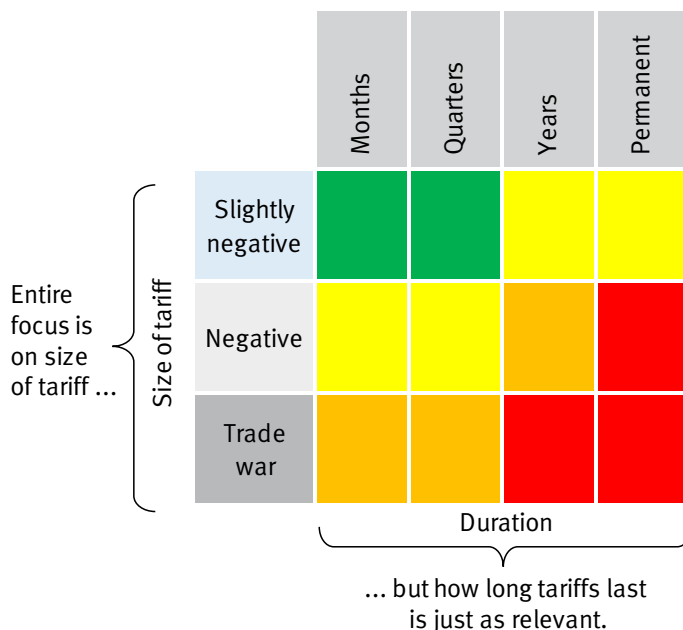 Months
Quarters
Years
Permanent
Entire
focus is
on size
of tariff ...
Size of tariff
Slightly
negative
Negative
Trade
war
Duration
... but how long tariffs last
is just as relevant.